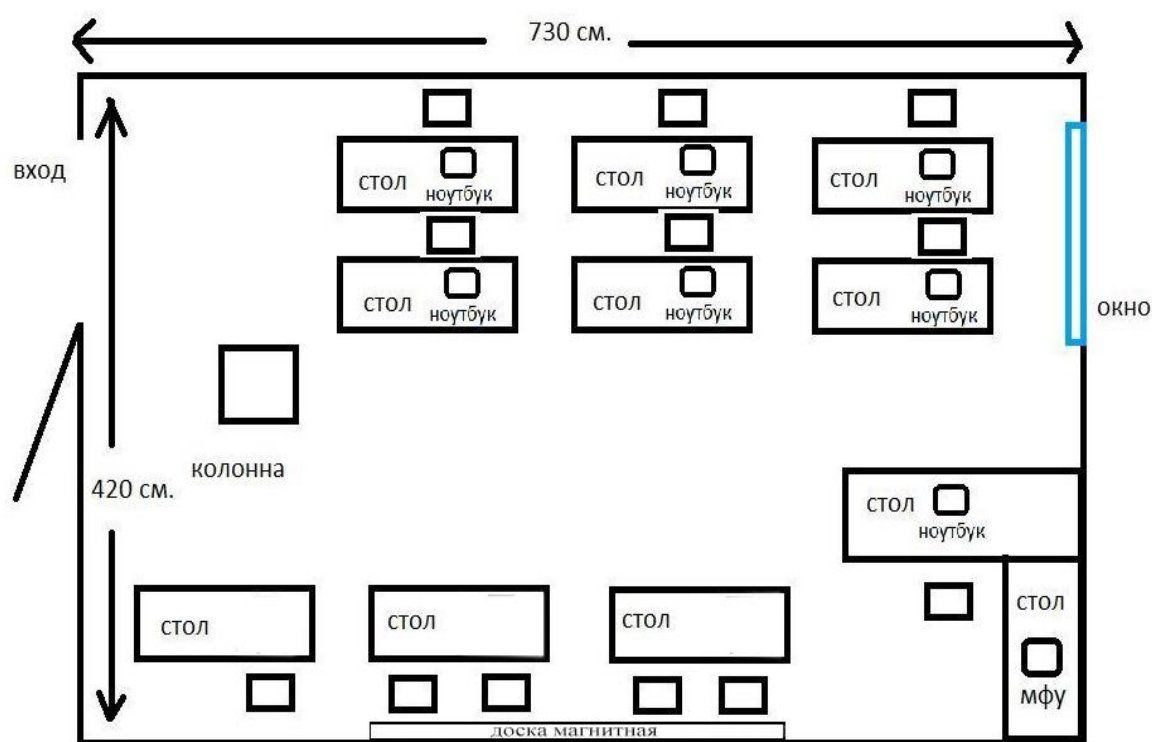 730 см.
вход
стол
ноутбук
стол
ноутбук
стол
ноутбук
стол
ноутбук
стол
ноутбук
стол
ноутбук
окно
колонна
420 см.
стол
ноутбук
стол
стол
стол
стол
мфу
доска магнитная